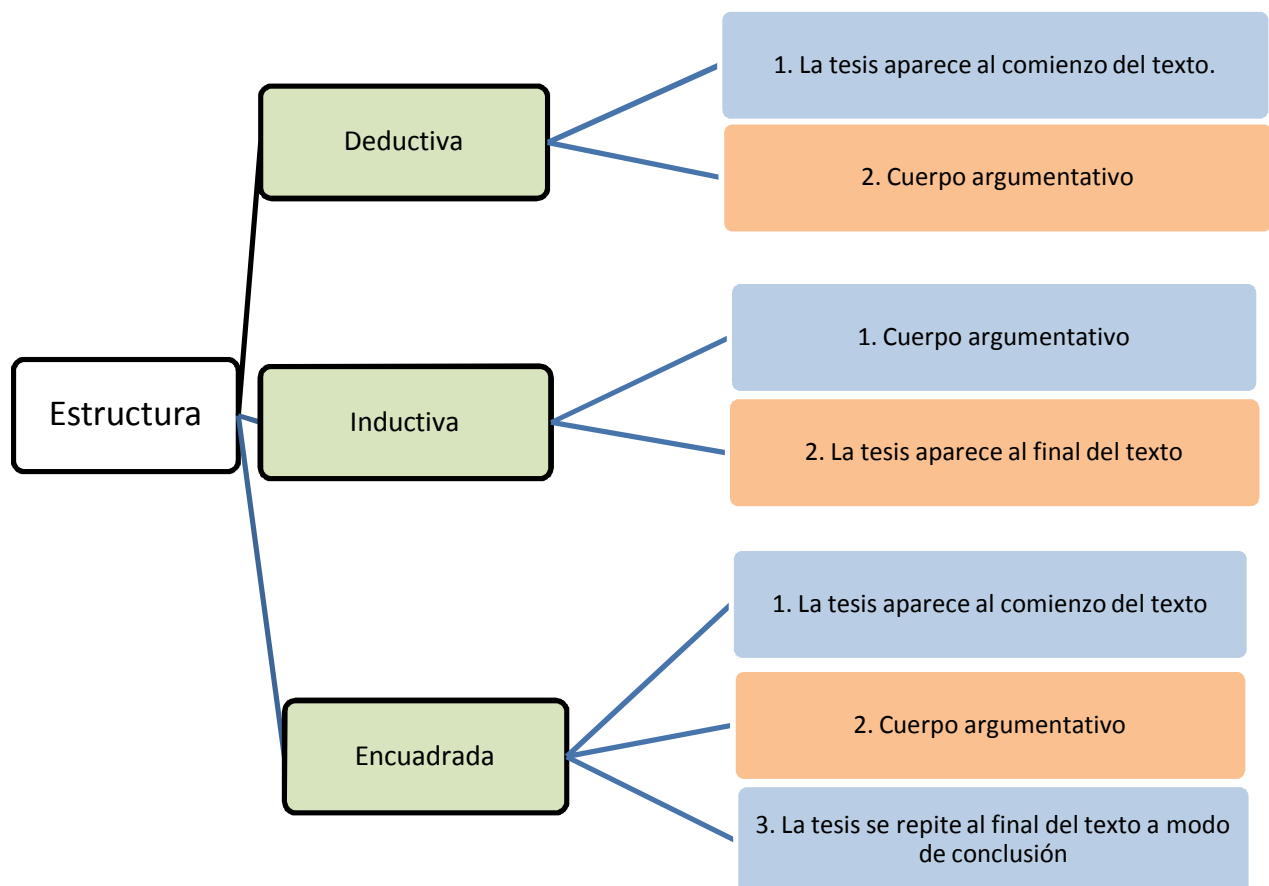 Estructura
Deductiva
1. La tesis aparece al comienzo del texto.
2. Cuerpo argumentativo
Inductiva
1. Cuerpo argumentativo
2. La tesis aparece al final del texto
Encuadrada
1. La tesis aparece al comienzo del texto
2. Cuerpo argumentativo
3. La tesis se repite al final del texto a modo
de conclusión